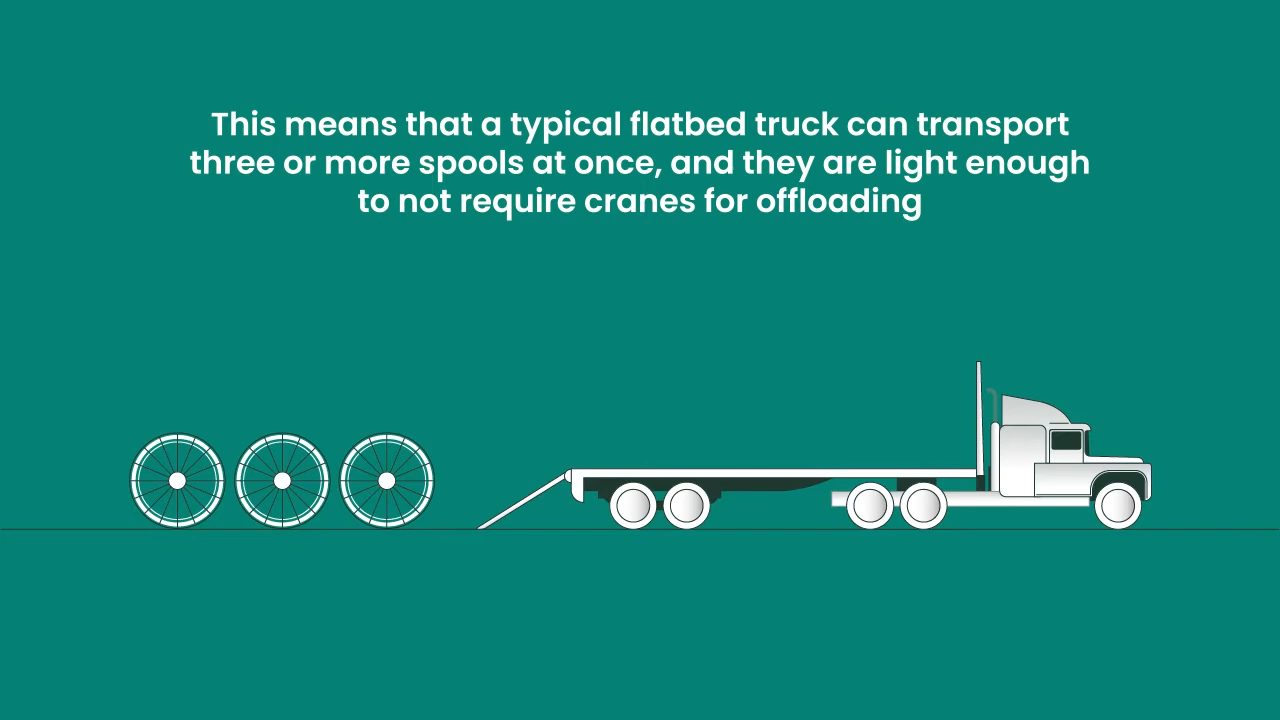 This means that a typical flatbed truck can transport
three or more spools at once, and they are light enough
to not require cranes for offloading